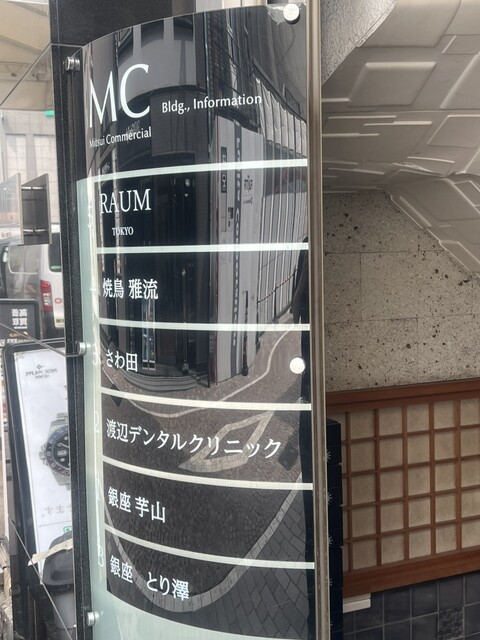 MC Bldg., Information
Mitsui Commercial
RAUM
TOKYO
焼鳥 雅流
さわ田
渡辺デンタルクリニック
銀座 芋山
銀座 とり澤